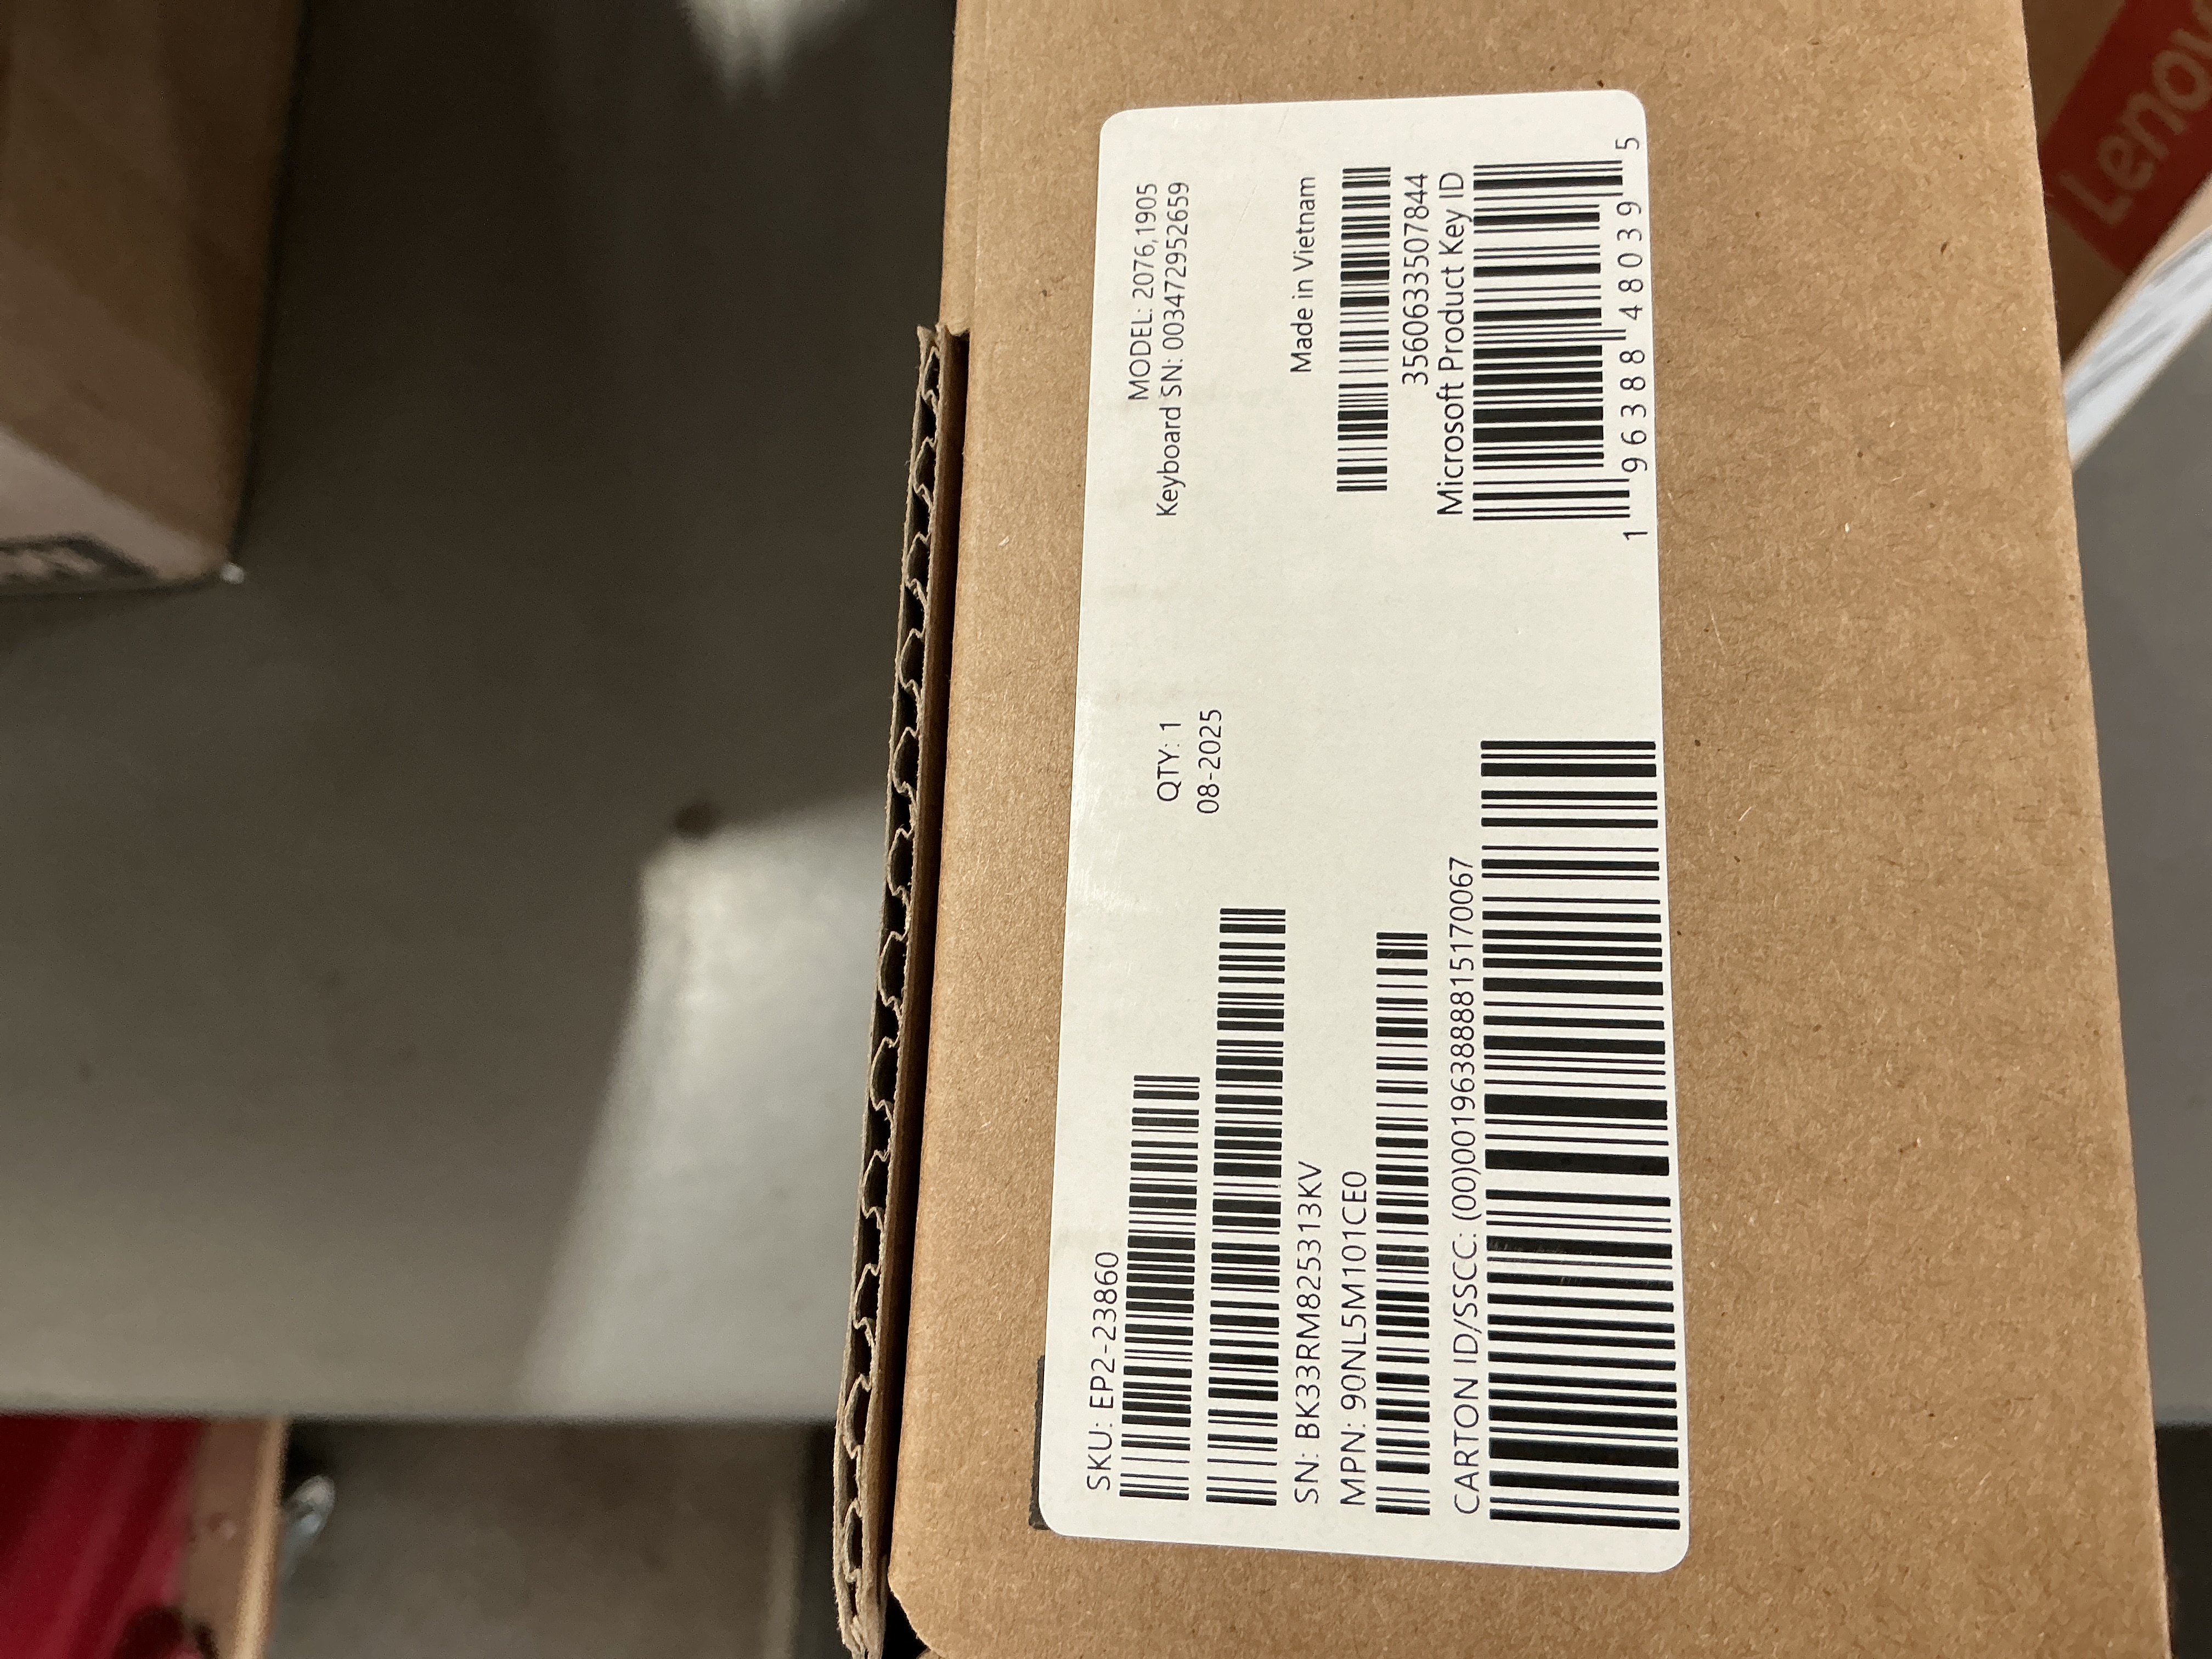 SKU: EP2-23860
SN: BK33RM825313KV
MPN: 90NL5M101CE0
CARTON ID/SSCC: (00)001963888815170067
QTY: 1
08-2025
MODEL: 2076,1905
Keyboard SN: 003472952659
Made in Vietnam
3560633507844
Microsoft Product Key ID
1 96388 48039 5